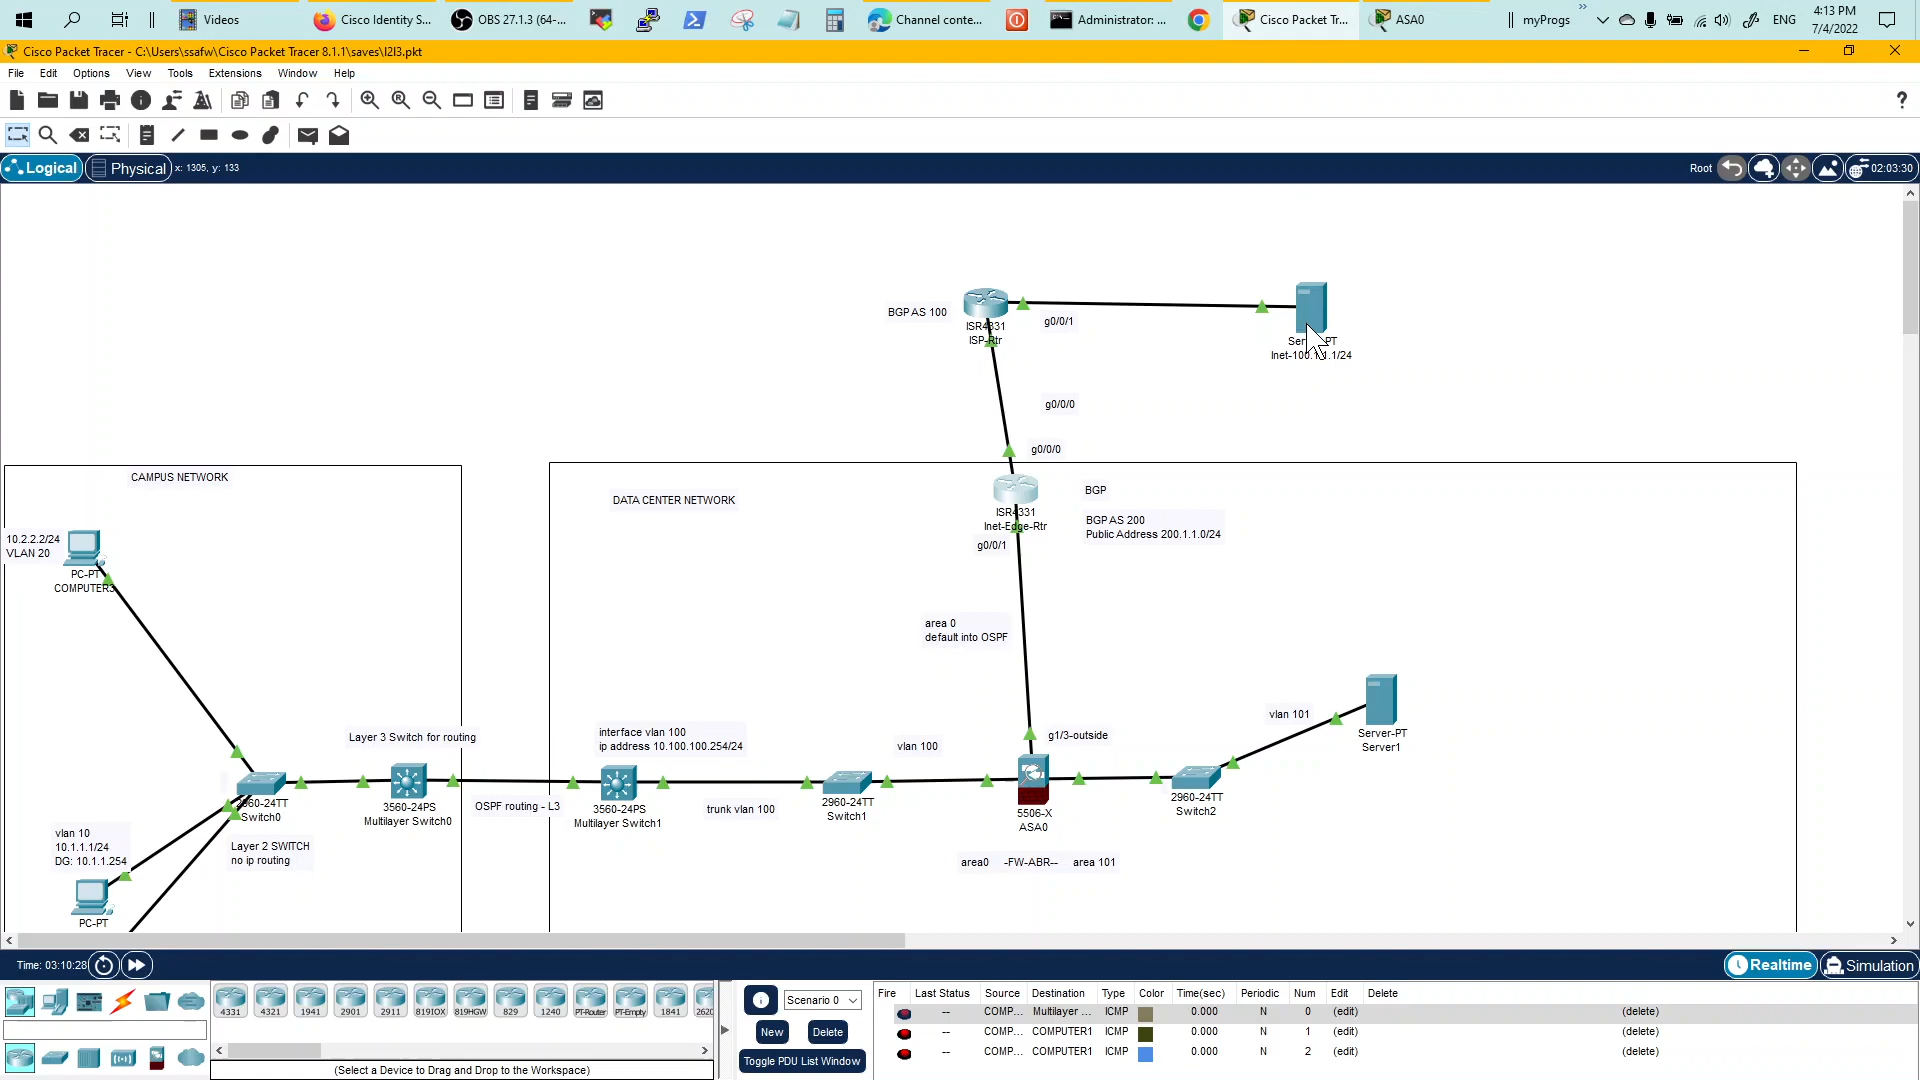 Videos
Cisco Identity S...
OBS 27.1.3 (64-...
Channel conte...
Administrator: ...
Cisco Packet Tr...
ASA0
myProgs
ENG
4:13 PM
7/4/2022
Cisco Packet Tracer - C:\Users\ssafw\Cisco Packet Tracer 8.1.1\saves\l2l3.pkt
File Edit Options View Tools Extensions Window Help
Logical
Physical
x: 1305, y: 133
Root
02:03:30
BGP AS 100
ISR4331
ISP-Rtr
g0/0/1
Inet-100.1.1.1/24
g0/0/0
g0/0/0
CAMPUS NETWORK
DATA CENTER NETWORK
ISR4331
Inet-Edge-Rtr
BGP
BGP AS 200
Public Address 200.1.1.0/24
g0/0/1
10.2.2.2/24
VLAN 20
PC-PT
COMPUTER3
area 0
default into OSPF
Layer 3 Switch for routing
interface vlan 100
ip address 10.100.100.254/24
vlan 100
g1/3-outside
vlan 101
Server-PT
Server1
2960-24TT
Switch0
3560-24PS
Multilayer Switch0
OSPF routing - L3
3560-24PS
Multilayer Switch1
trunk vlan 100
2960-24TT
Switch1
5506-X
ASA0
2960-24TT
Switch2
vlan 10
10.1.1.1/24
DG: 10.1.1.254
Layer 2 SWITCH
no ip routing
area0 -FW-ABR-- area 101
PC-PT
Time: 03:10:28
Realtime
Simulation
4331 4321 1941 2901 2911 819IOX 819HGW 829 1240 PT-Router PT-Empty 1841 2620
(Select a Device to Drag and Drop to the Workspace)
Scenario 0
New
Delete
Toggle PDU List Window
Fire Last Status Source Destination Type Color Time(sec) Periodic Num Edit Delete
-- COMP... Multilayer ... ICMP 0.000 N 0 (edit) (delete)
-- COMP... COMPUTER1 ICMP 0.000 N 1 (edit) (delete)
-- COMP... COMPUTER1 ICMP 0.000 N 2 (edit) (delete)